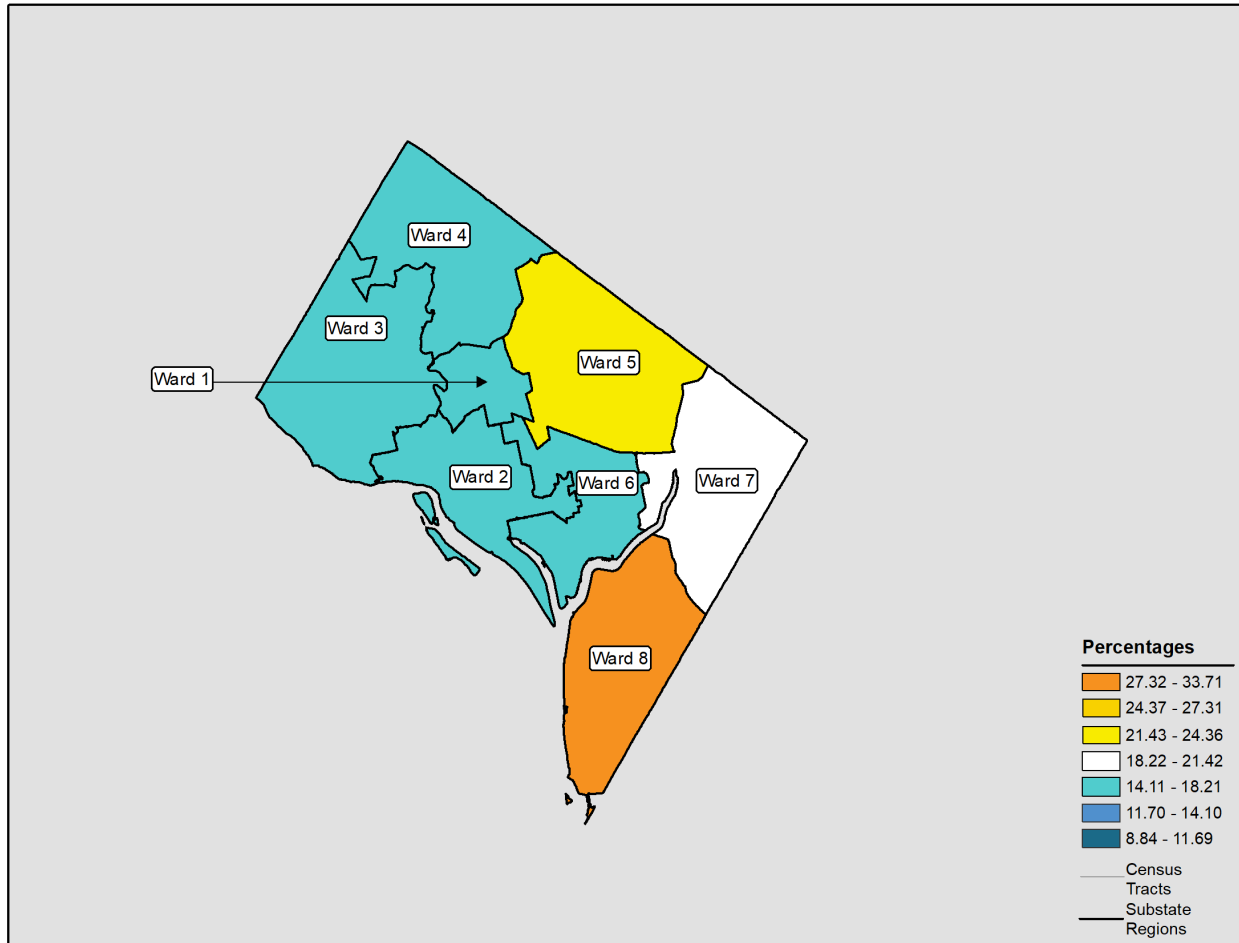 Ward 4
Ward 3
Ward 5
Ward 1
Ward 2
Ward 6
Ward 7
Ward 8
Percentages
27.32 - 33.71
24.37 - 27.31
21.43 - 24.36
18.22 - 21.42
14.11 - 18.21
11.70 - 14.10
8.84 - 11.69
Census
Tracts
Substate
Regions